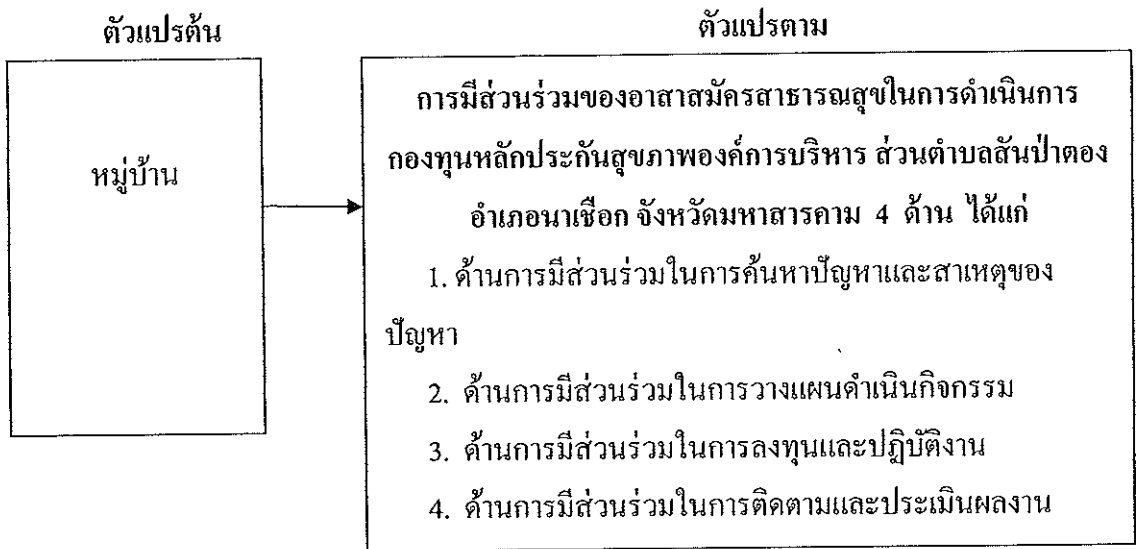 ตัวแปรต้น
ตัวแปรตาม
หมู่บ้าน
การมีส่วนร่วมของอาสาสมัครสาธารณสุขในการดำเนินการ
กองทุนหลักประกันสุขภาพองค์การบริหาร ส่วนตำบลสันป่าตอง
อำเภอนาเชือก จังหวัดมหาสารคาม 4 ด้าน ได้แก่
1. ด้านการมีส่วนร่วมในการค้นหาปัญหาและสาเหตุของ
ปัญหา
2. ด้านการมีส่วนร่วมในการวางแผนดำเนินกิจกรรม
3. ด้านการมีส่วนร่วมในการลงทุนและปฏิบัติงาน
4. ด้านการมีส่วนร่วมในการติดตามและประเมินผลงาน